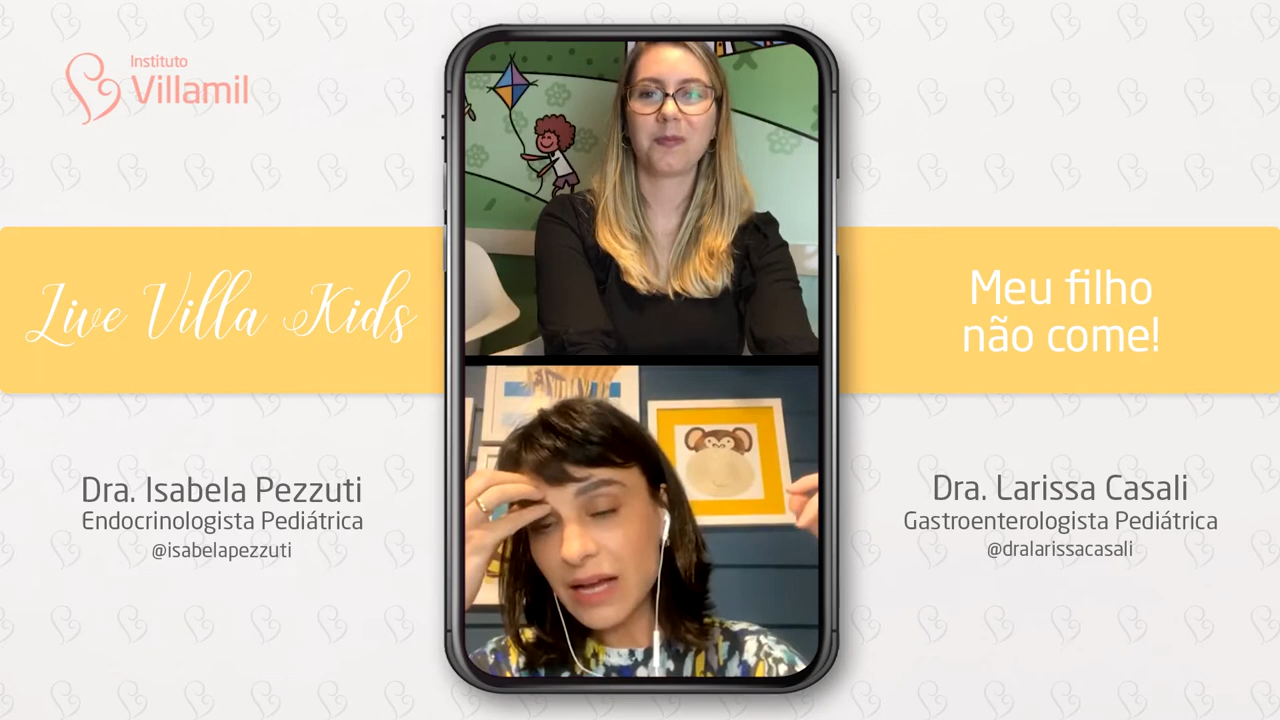 Instituto
Villamil
Live Villa Kids
Meu filho
não come!
Dra. Isabela Pezzuti
Endocrinologista Pediátrica
@isabelapezzuti
Dra. Larissa Casali
Gastroenterologista Pediátrica
@dralarissacasali